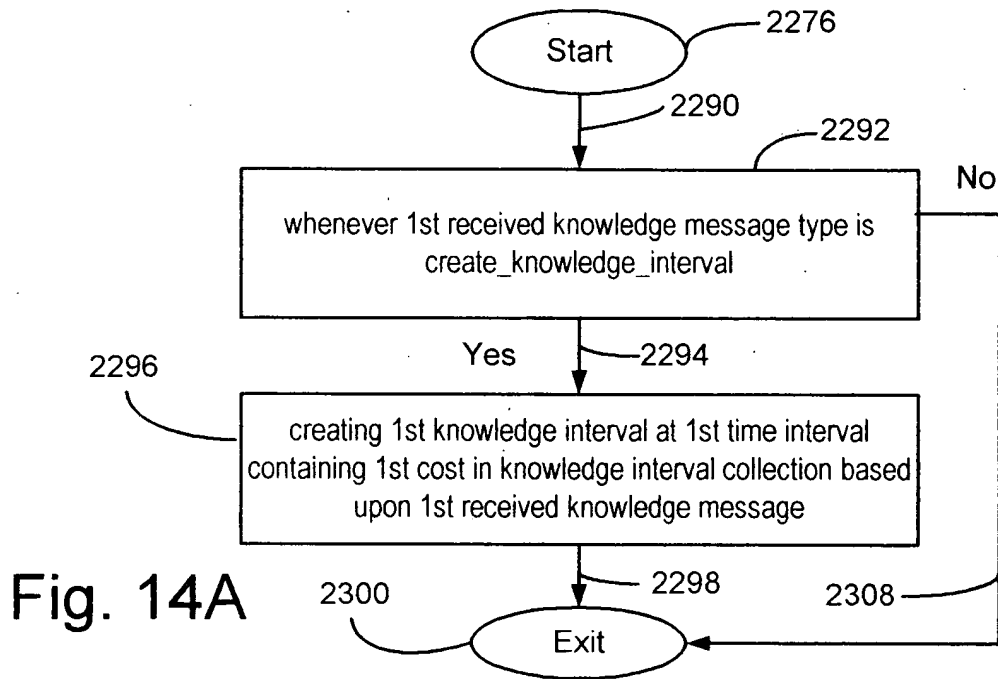 Start
2276
2290
2292
No
whenever 1st received knowledge message type is
create_knowledge_interval
Yes
2294
2296
creating 1st knowledge interval at 1st time interval
containing 1st cost in knowledge interval collection based
upon 1st received knowledge message
2298
2308
2300
Exit
Fig. 14A